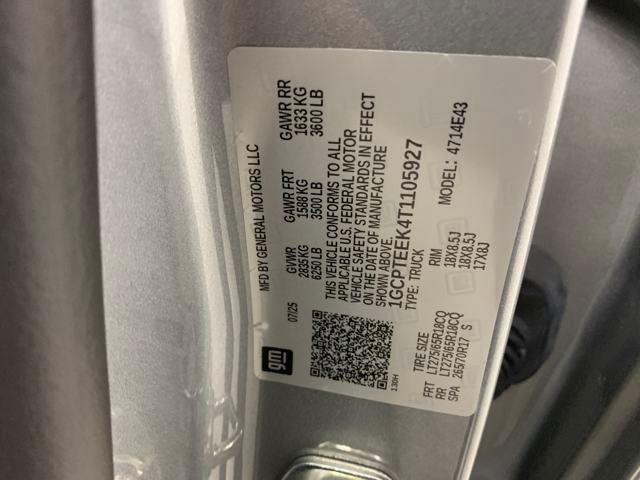 gm
MFD BY GENERAL MOTORS LLC
07/25
GVWR
2835 KG
6250 LB
GAWR FRT
1588 KG
3500 LB
GAWR RR
1633 KG
3600 LB
THIS VEHICLE CONFORMS TO ALL
APPLICABLE U.S. FEDERAL MOTOR
VEHICLE SAFETY STANDARDS IN EFFECT
ON THE DATE OF MANUFACTURE
SHOWN ABOVE.
1GCPTEEK4T1105927
TYPE: TRUCK
MODEL: 4714E43
TIRE SIZE RIM
FRT LT275/65R18CQ 18X8.5J
RR LT275/65R18CQ 18X8.5J
SPA 265/70R17 S 17X8J
130H